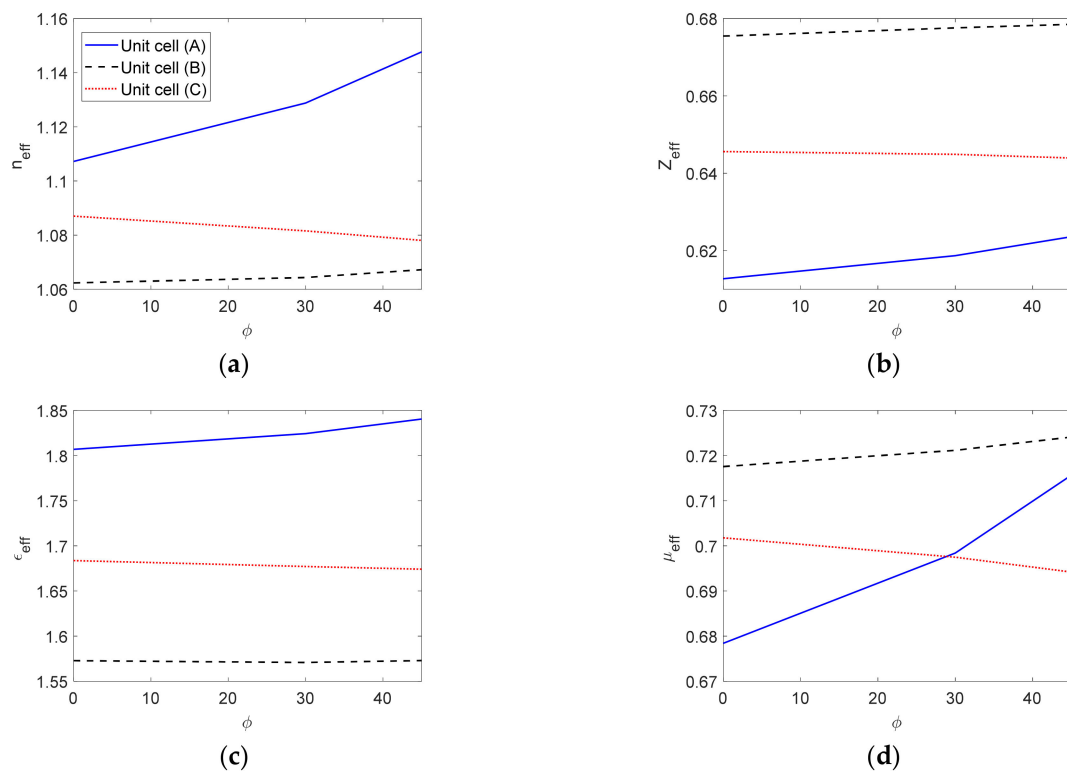 1.16
1.14
1.12
1.1
1.08
1.06
n_eff
Unit cell (A)
Unit cell (B)
Unit cell (C)
0 10 20 30 40
ϕ
(a)
0.68
0.66
0.64
0.62
Z_eff
0 10 20 30 40
ϕ
(b)
1.85
1.8
1.75
1.7
1.65
1.6
1.55
ϵ_eff
0 10 20 30 40
ϕ
(c)
0.73
0.72
0.71
0.7
0.69
0.68
0.67
μ_eff
0 10 20 30 40
ϕ
(d)